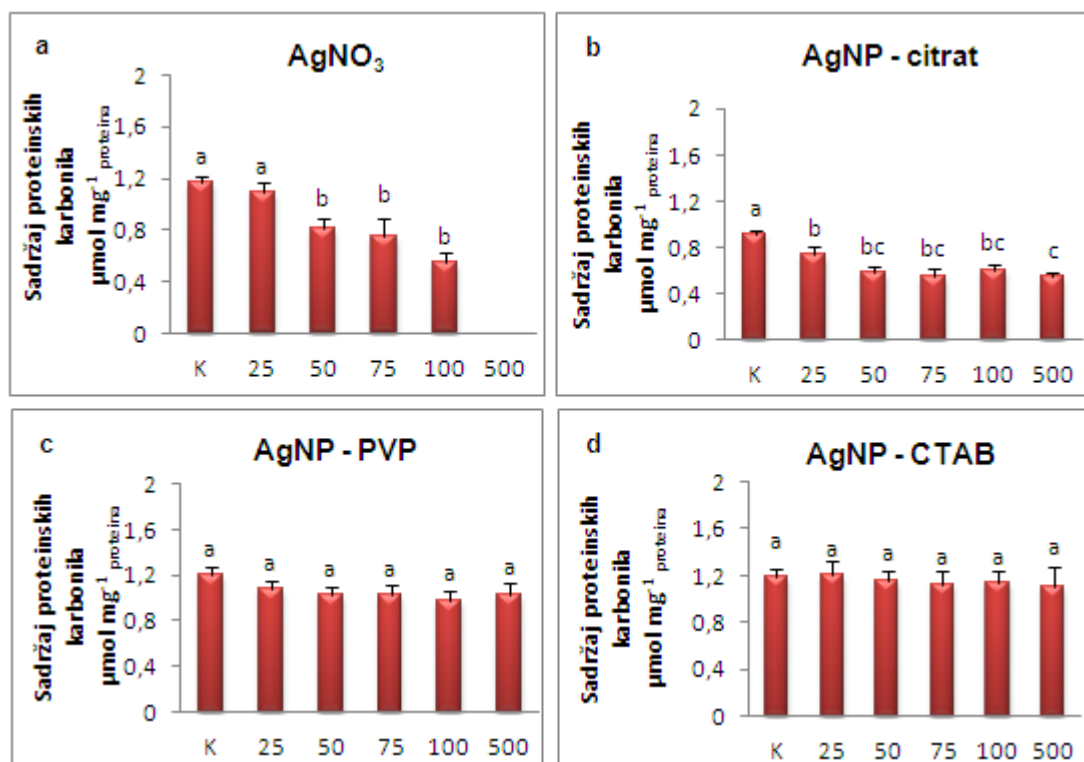 a
AgNO3
Sadržaj proteinskih
karbonila
µmol mg-1 proteina
2
1,6
1,2
0,8
0,4
0
a a b b b
K 25 50 75 100 500
b
AgNP - citrat
Sadržaj proteinskih
karbonila
µmol mg-1 proteina
2
1,6
1,2
0,8
0,4
0
a b bc bc bc c
K 25 50 75 100 500
c
AgNP - PVP
Sadržaj proteinskih
karbonila
µmol mg-1 proteina
2
1,6
1,2
0,8
0,4
0
a a a a a a
K 25 50 75 100 500
d
AgNP - CTAB
Sadržaj proteinskih
karbonila
µmol mg-1 proteina
2
1,6
1,2
0,8
0,4
0
a a a a a a
K 25 50 75 100 500